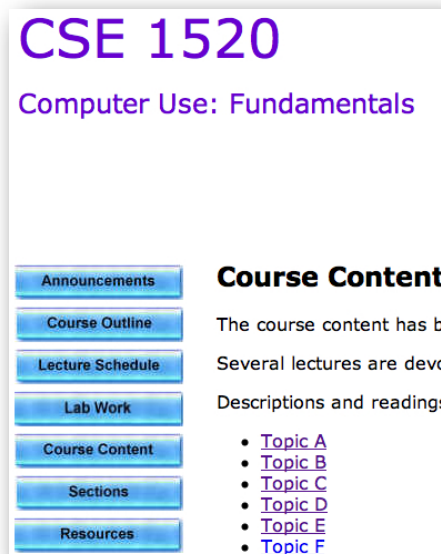 CSE 1520
Computer Use: Fundamentals
Announcements
Course Outline
Lecture Schedule
Lab Work
Course Content
Sections
Resources
Course Content
The course content has b
Several lectures are devo
Descriptions and readings
Topic A
Topic B
Topic C
Topic D
Topic E
Topic F